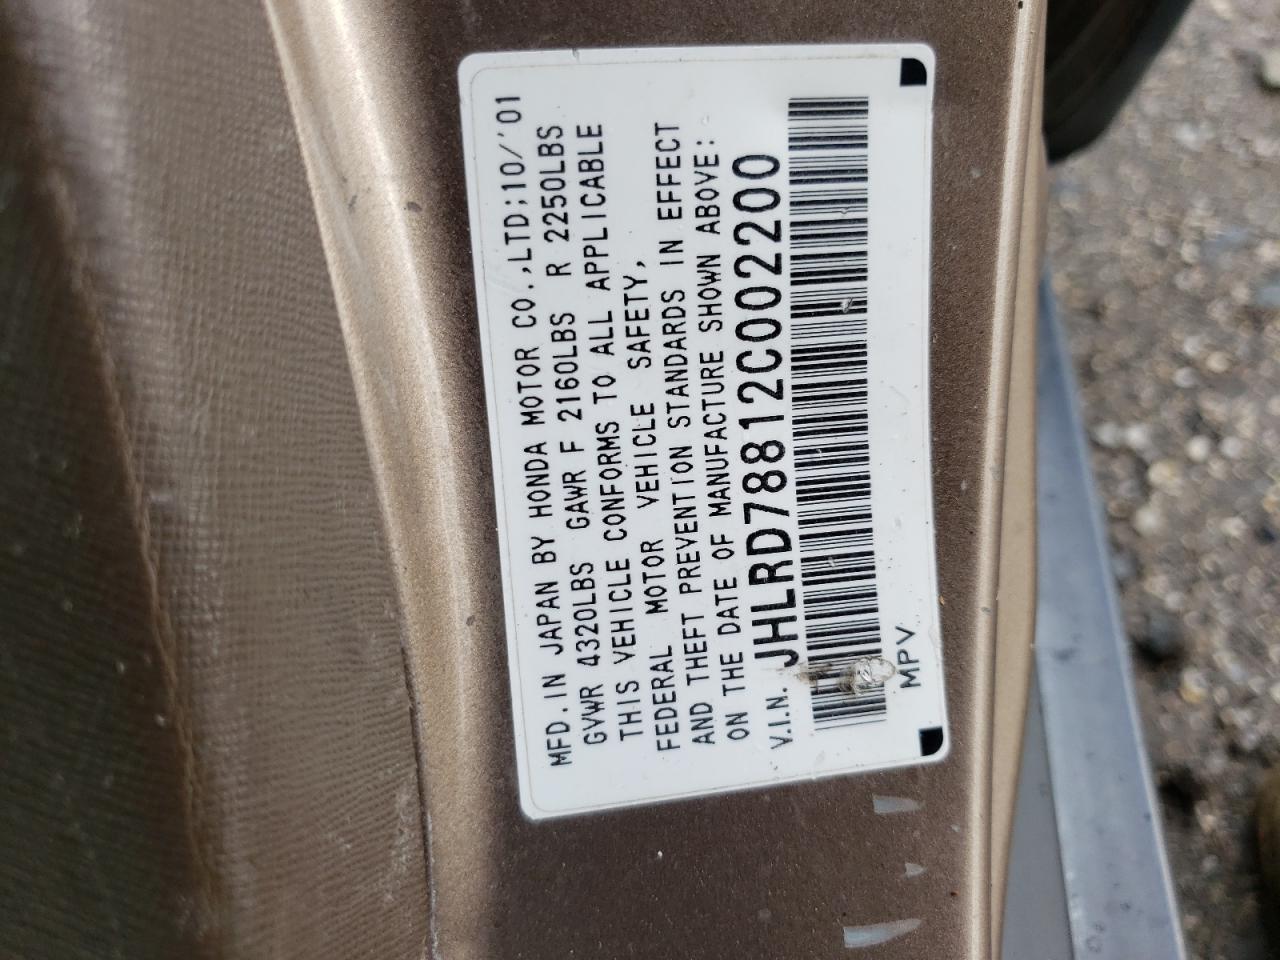 MFD. IN JAPAN BY HONDA MOTOR CO.,LTD;10/'01
GVWR 4320LBS GAWR F 2160LBS R 2250LBS
THIS VEHICLE CONFORMS TO ALL APPLICABLE
FEDERAL MOTOR VEHICLE SAFETY,
AND THEFT PREVENTION STANDARDS IN EFFECT
ON THE DATE OF MANUFACTURE SHOWN ABOVE:
V.I.N. JHLRD78812C002200
MPV